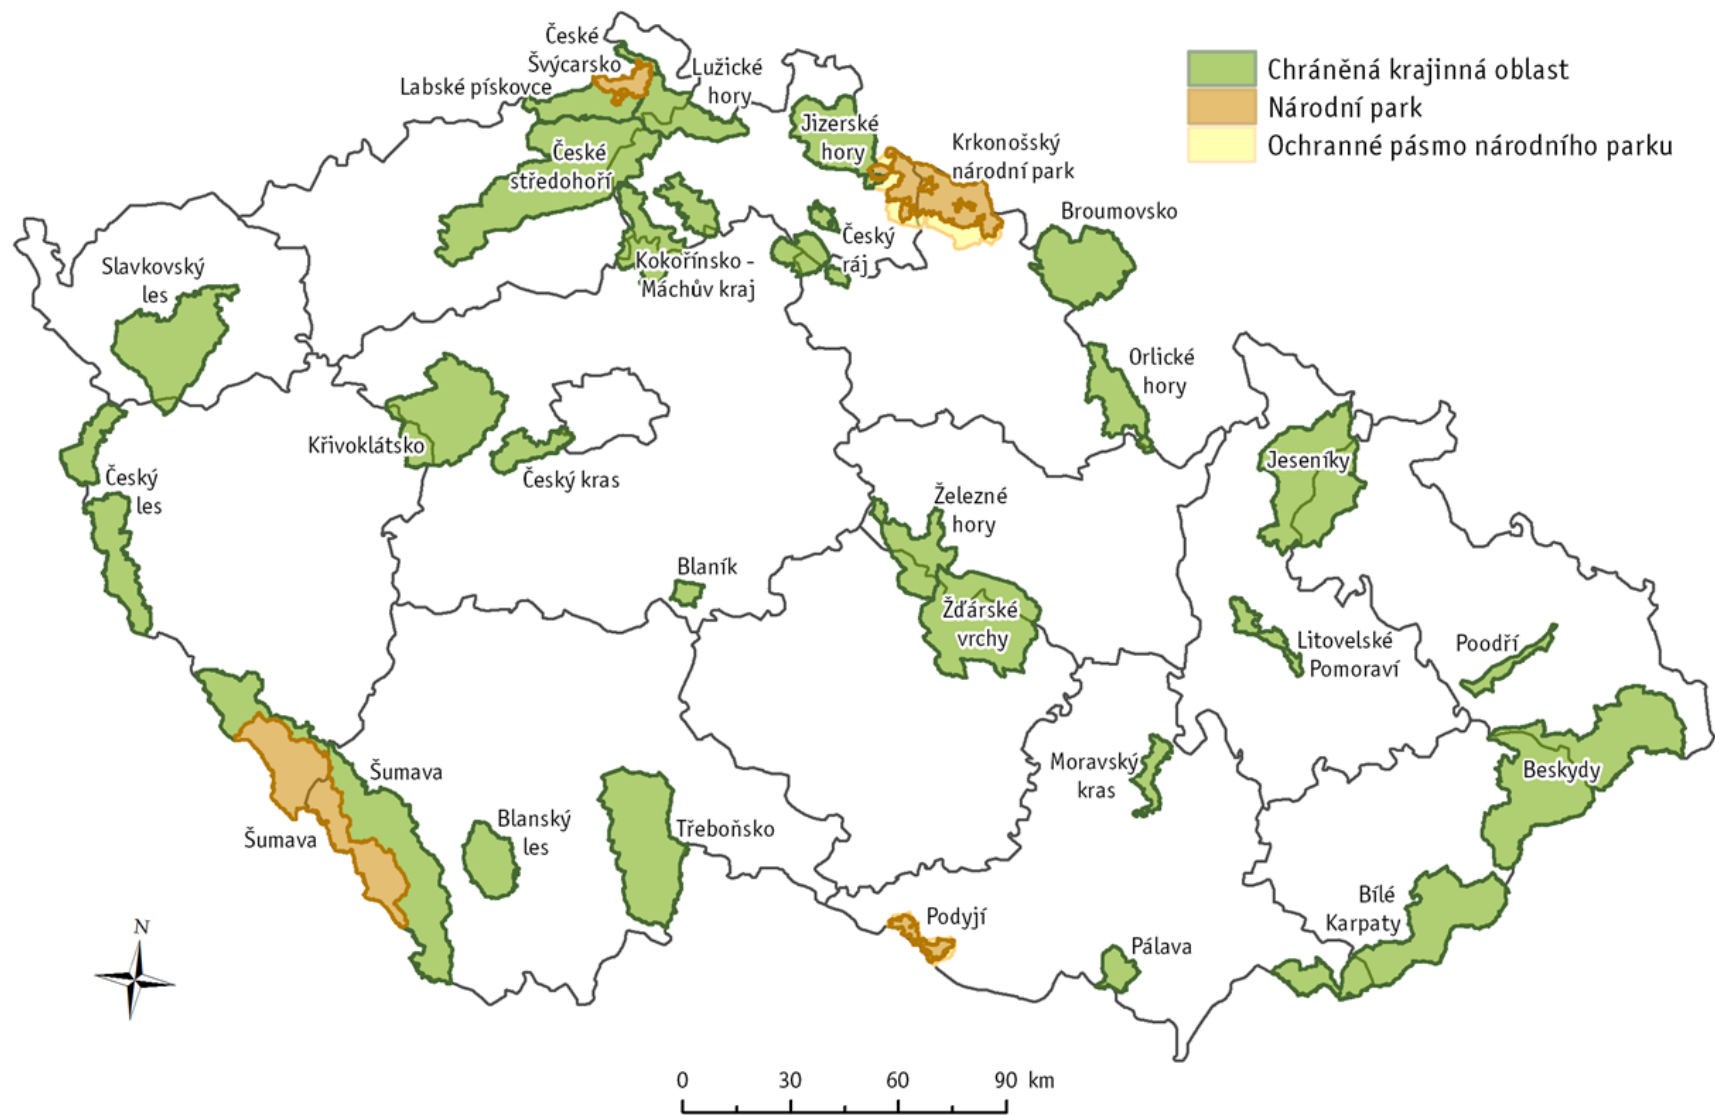 České
Švýcarsko
Labské pískovce
Lužické
hory
Chráněná krajinná oblast
Národní park
Ochranné pásmo národního parku
Jizerské
hory
Krkonošský
národní park
České
středohoří
Broumovsko
Český
ráj
Kokořínsko -
Máchův kraj
Slavkovský
les
Orlické
hory
Křivoklátsko
Český kras
Jeseníky
Český
les
Železné
hory
Blaník
Žďárské
vrchy
Litovelské
Pomoraví
Poodří
Šumava
Moravský
kras
Beskydy
Šumava
Blanský
les
Třeboňsko
Bílé
Karpaty
Podyjí
Pálava
N
0 30 60 90 km